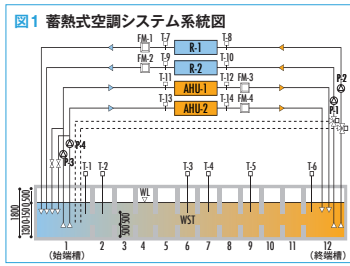 図1 蓄熱式空調システム系統図
FM-1 T-7 R-1 T-8
FM-2 T-9 R-2 T-10
T-11 AHU-1 T-12 FM-3
T-13 AHU-2 T-14 FM-4
P-2
P-1
P-4
P-3
T-1 T-2 T-3 T-4 T-5 T-6
WL
WST
1800
1300 500
500 500
1 2 3 4 5 6 7 8 9 10 11 12
(始端槽) (終端槽)